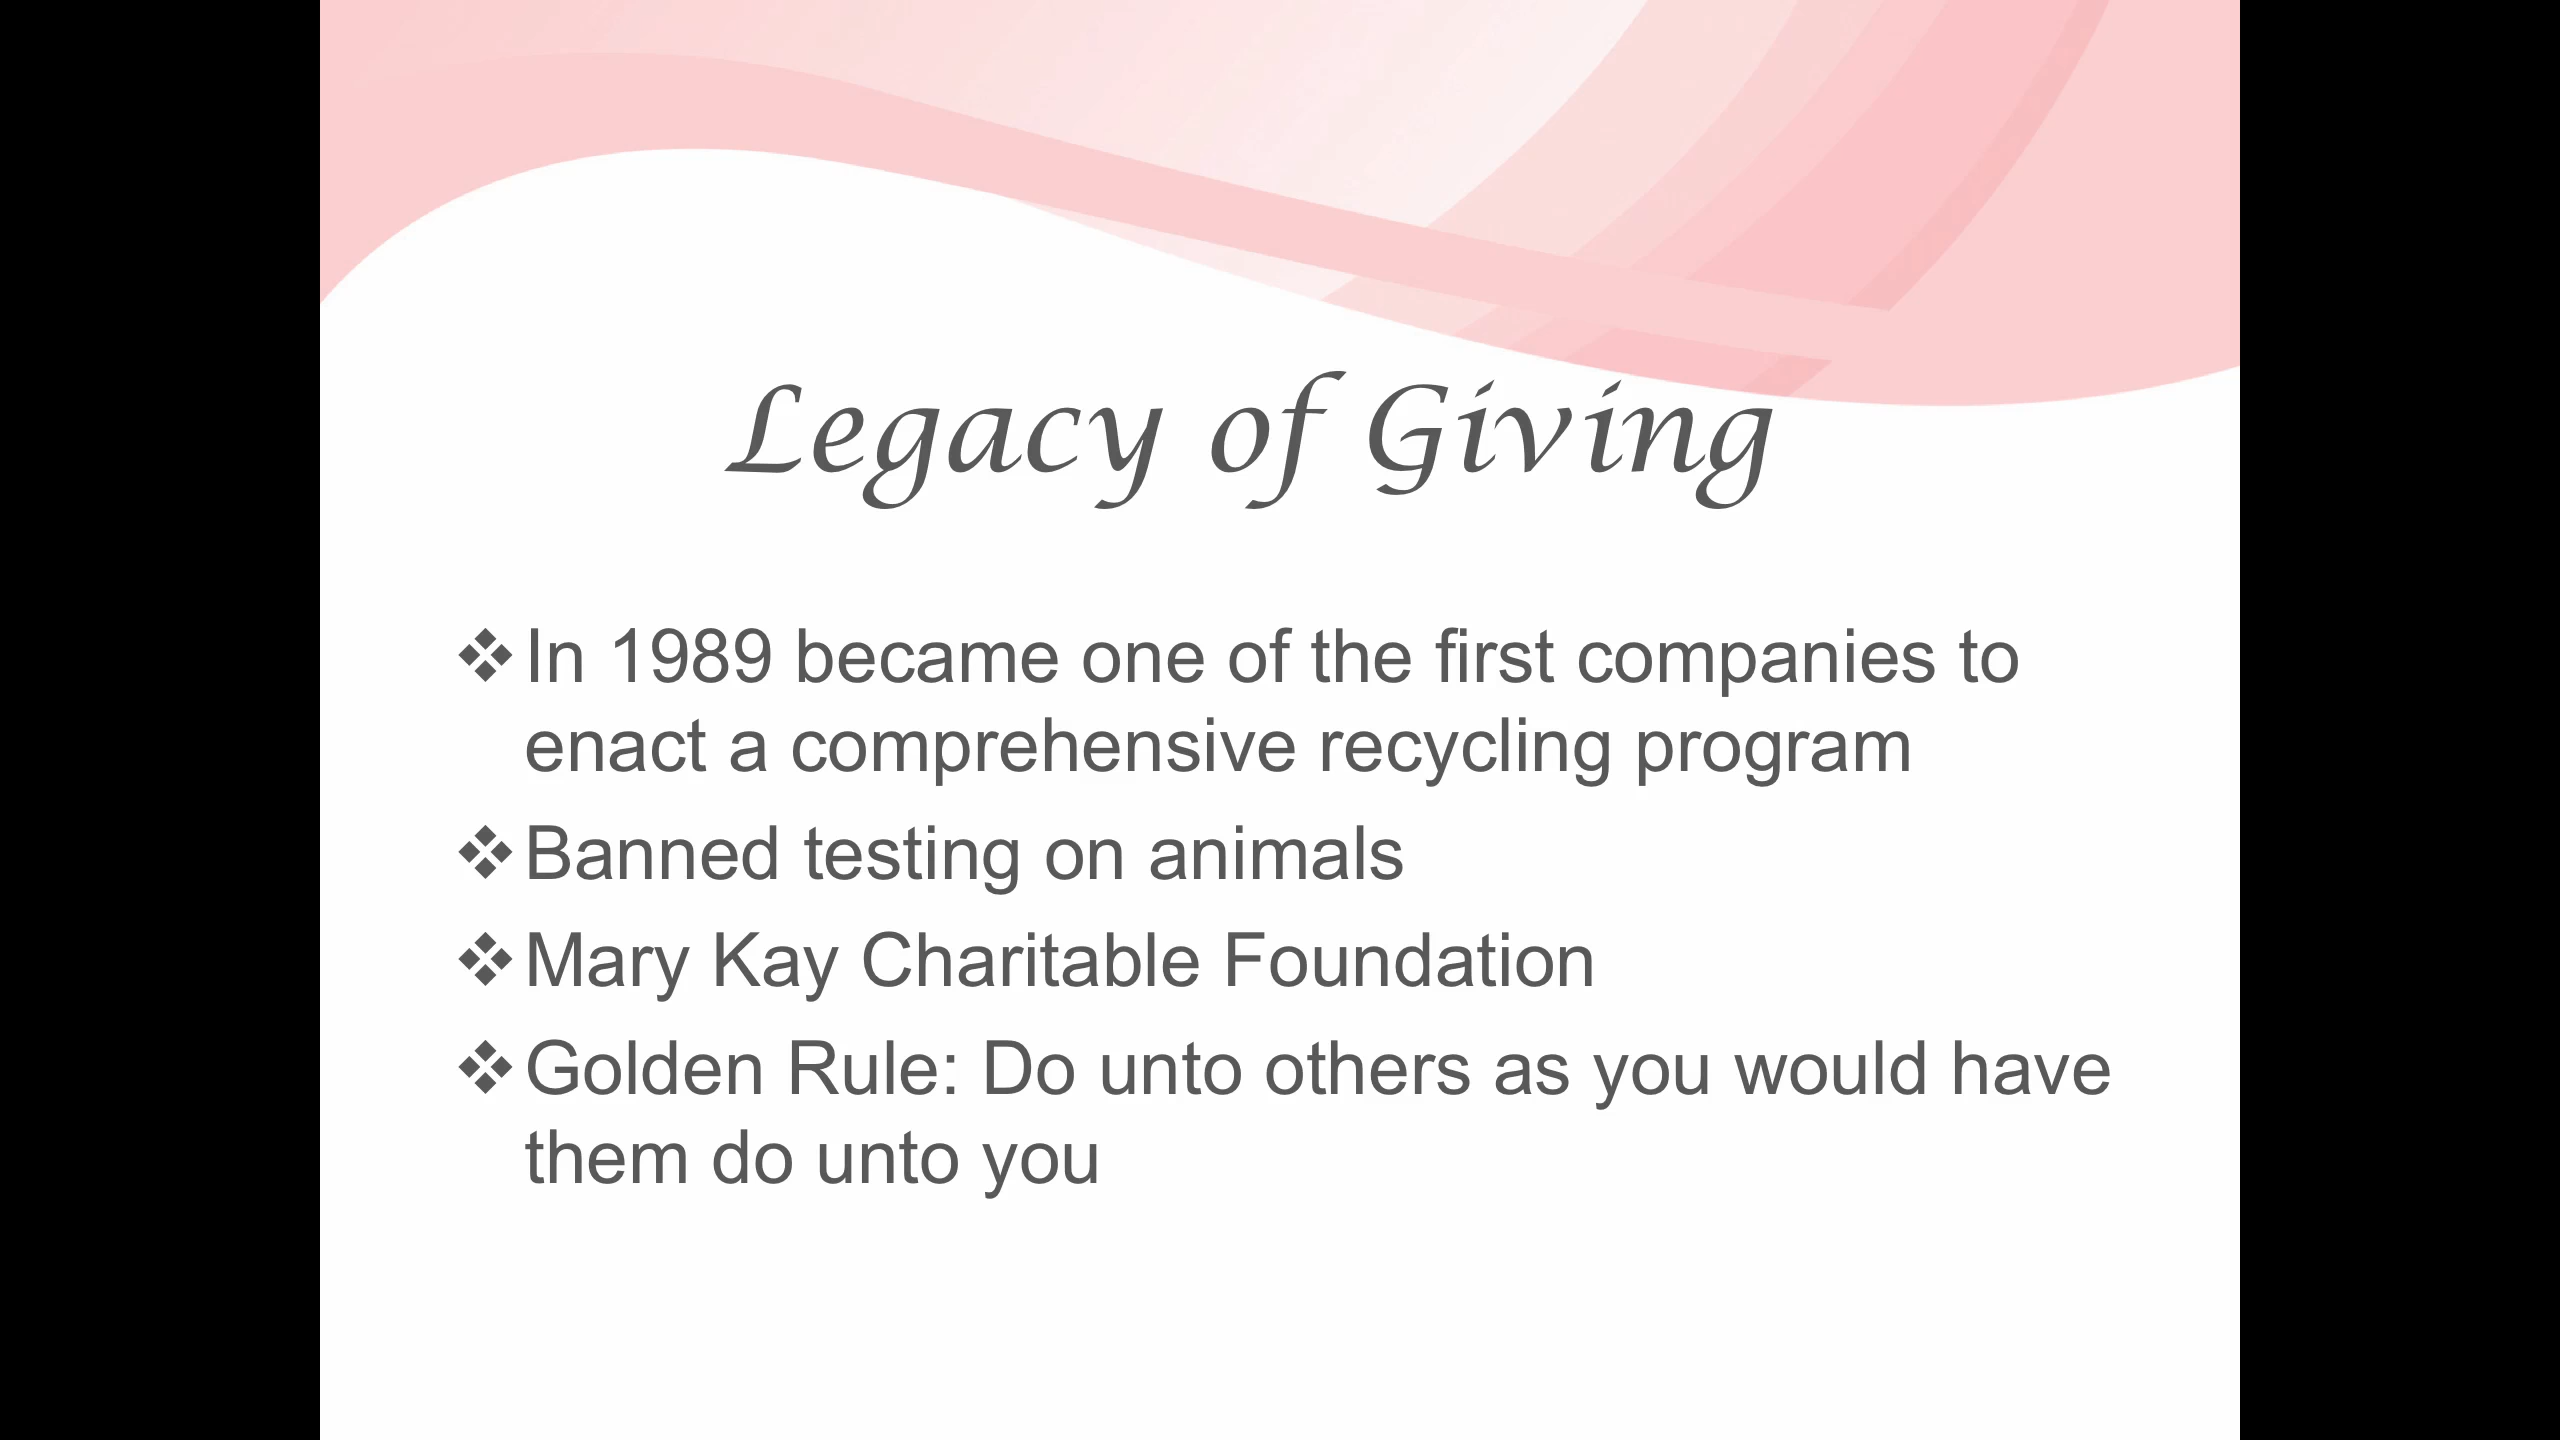 Legacy of Giving
❖In 1989 became one of the first companies to
enact a comprehensive recycling program
❖Banned testing on animals
❖Mary Kay Charitable Foundation
❖Golden Rule: Do unto others as you would have
them do unto you